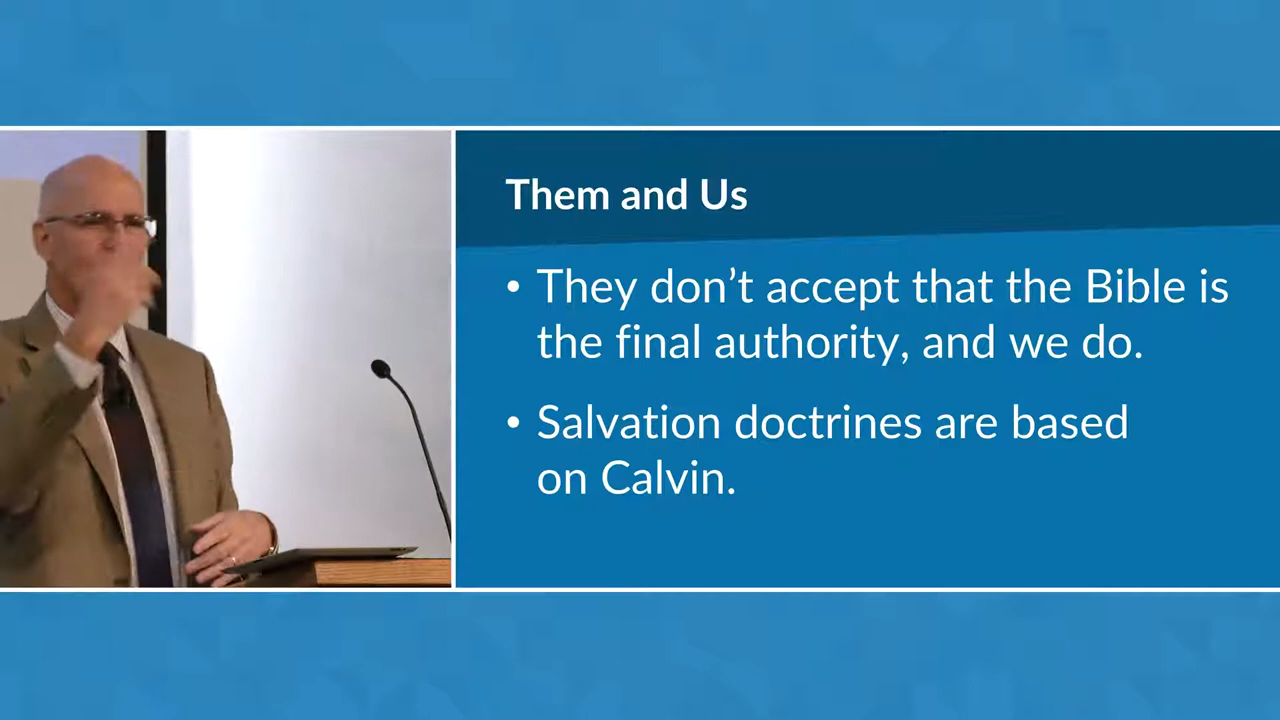 Them and Us
• They don’t accept that the Bible is
the final authority, and we do.
• Salvation doctrines are based
on Calvin.